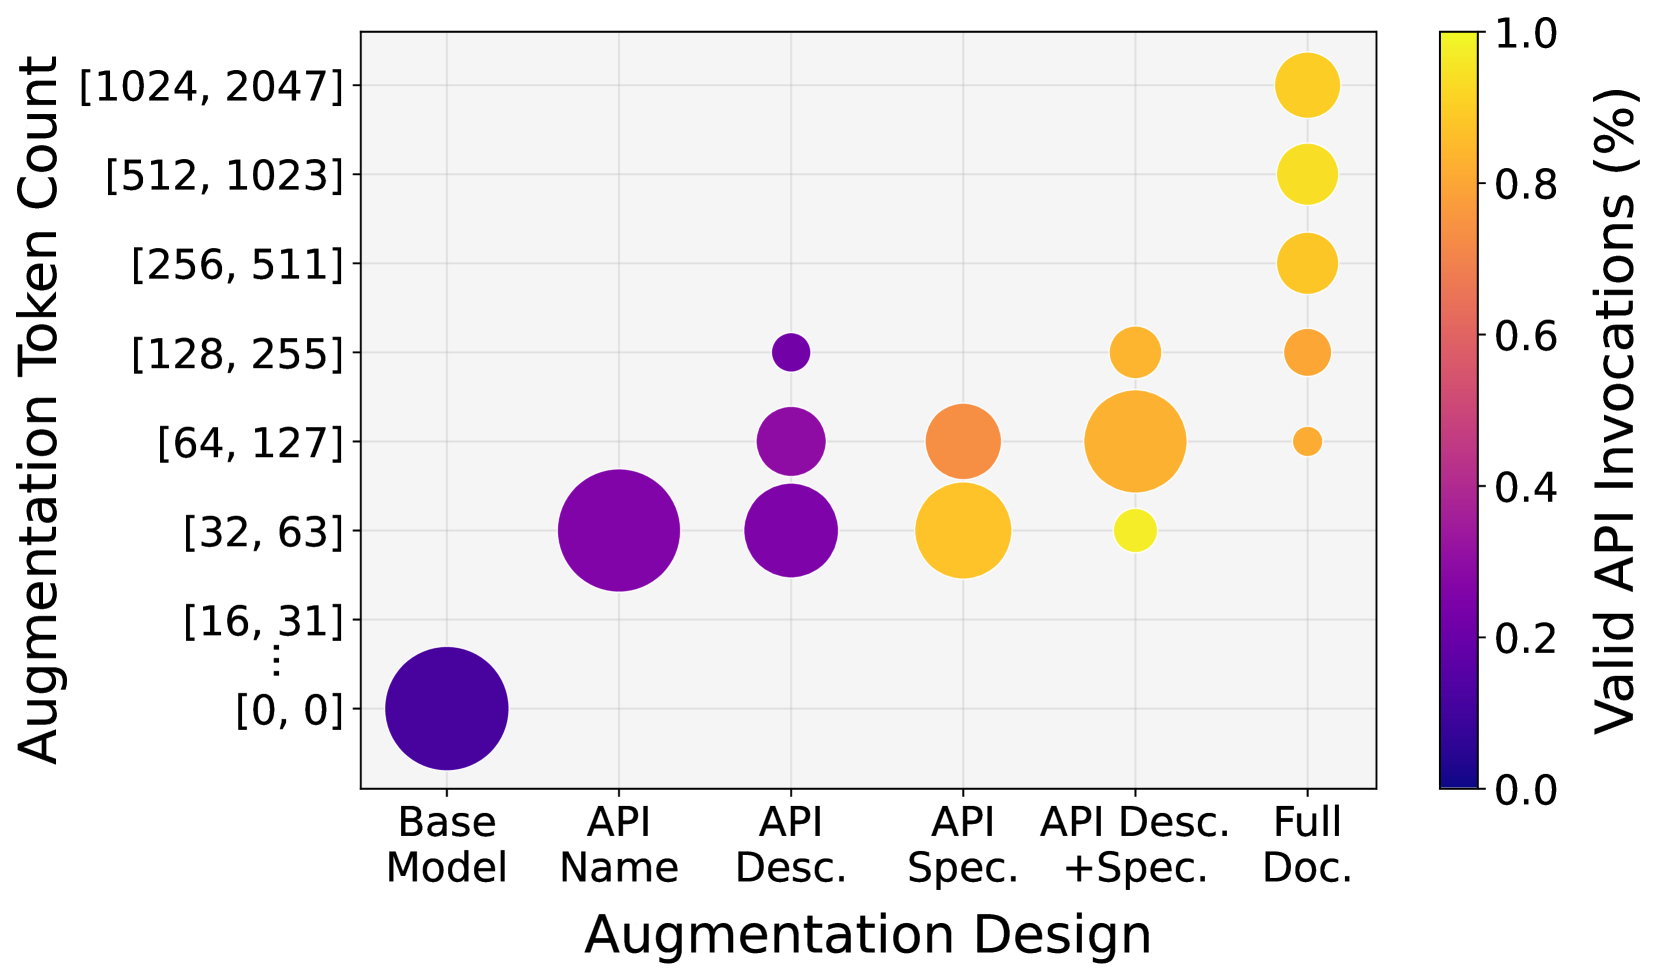 Augmentation Token Count
[1024, 2047]
[512, 1023]
[256, 511]
[128, 255]
[64, 127]
[32, 63]
[16, 31]
...
[0, 0]
Base
Model
API
Name
API
Desc.
API
Spec.
API Desc.
+Spec.
Full
Doc.
Augmentation Design
1.0
0.8
0.6
0.4
0.2
0.0
Valid API Invocations (%)